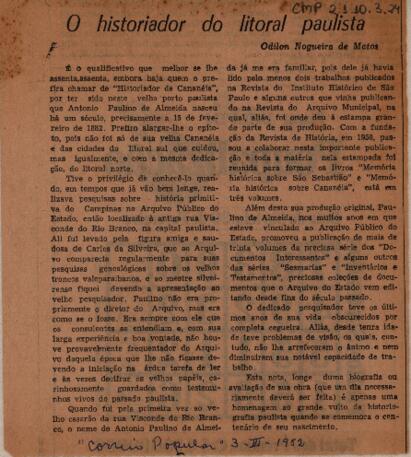 CMP 2.1.10.3.24
O historiador do litoral paulista
Odilon Nogueira de Matos
É o qualificativo que melhor se lhe
assenta,assenta, embora haja quem o pre-
fira chamar de "Historiador de Cananéia",
por ter sido neste velho porto paulista
que Antonio Paulino de Almeida nasceu
há um século, precisamente a 15 de feve-
reiro de 1882. Prefiro alargar-lhe o epíte-
to, pois não foi só de sua velha Cananéia
e das cidades do litoral sul que cuidou,
mas igualmente, e com a mesma dedica-
ção, do litoral norte.
Tive o privilégio de conhecê-lo quan-
do, em tempos que já vão bem longe, rea-
lizava pesquisas sobre história primitiva
de Campinas no Arquivo Público do
Estado, então localizado à antiga rua Vis-
conde do Rio Branco, na capital paulista.
Ali fui levado pela figura amiga e sau-
dosa de Carlos da Silveira, que ao Arqui-
vo comparecia regularmente para suas
pesquisas genealógicas sobre os velhos
troncos valeparaibanos, e ao mestre silvei-
rense fiquei devendo a apresentação ao
velho pesquisador. Paulino não era pro-
priamente o diretor do Arquivo, mas era
como se o fosse. Era sempre com ele que
os consulentes se entendiam e, com sua
larga experiência e boa vontade, não hou-
ve provavelmente frequentador do Arqui-
vo daquela época que lhe não ficasse de-
vendo a iniciação na árdua tarefa de ler
e às vezes decifrar os velhos papéis, ca-
rinhosamente guardados como testemu-
nhos vivos do passado paulista.
Quando fui pela primeira vez ao ve-
lho casarão da rua Visconde do Rio Bran-
co, o nome de Antonio Paulino de Almei-
da já me era familiar, pois dele já havia
lido pelo menos dois trabalhos publicados
na Revista do Instituto Histórico de São
Paulo e alguns outros que vinha publican-
do na Revista do Arquivo Municipal, na
qual, aliás, foi onde deu à estampa gran-
de parte de sua produção. Com a funda-
ção da Revista de História, em 1950, pas-
sou a colaborar nesta importante publica-
ção e toda a matéria nela estampada foi
reunida para formar os livros "Memória
histórica sobre São Sebastião" e "Memó-
ria histórica sobre Cananéia", está em
três volumes.
Além desta sua produção original, Pau-
lino de Almeida, nos muitos anos em que
esteve vinculado ao Arquivo Público do
Estado, promoveu a publicação de mais de
trinta volumes da preciosa série dos "Do-
cumentos Interessantes" e alguns outros
das séries "Sesmarias" e "Inventários e
Testamentos", preciosas coleções de docu-
mentos que o Arquivo do Estado vem edi-
tando desde fins do século passado.
O dedicado pesquisador teve os últi-
mos anos de sua vida obscurecidos por
completa cegueira. Aliás, desde tenra ida-
de teve problemas de visão, os quais, con-
tudo, não lhe arrefeceram o ânimo e nem
diminuíram sua notável capacidade de tra-
balho.
Esta nota, longe duma biografia ou
avaliação de sua obra (que um dia neces-
sariamente deverá ser feita) é apenas uma
homenagem ao grande vulto da historio-
grafia paulista quando se comemora o cen-
tenário de seu nascimento.
"Correio Popular" 3-III-1982